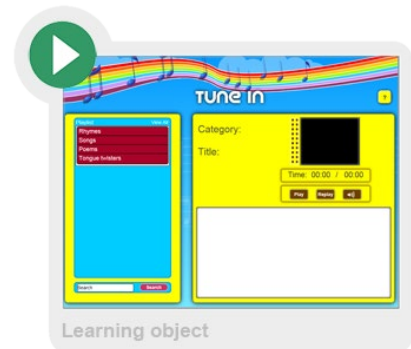 TUNE IN
?
Playlist View All
Rhymes
Songs
Poems
Tongue twisters
Search Search
Category:
Title:
Time: 00:00 / 00:00
Play Replay
Learning object